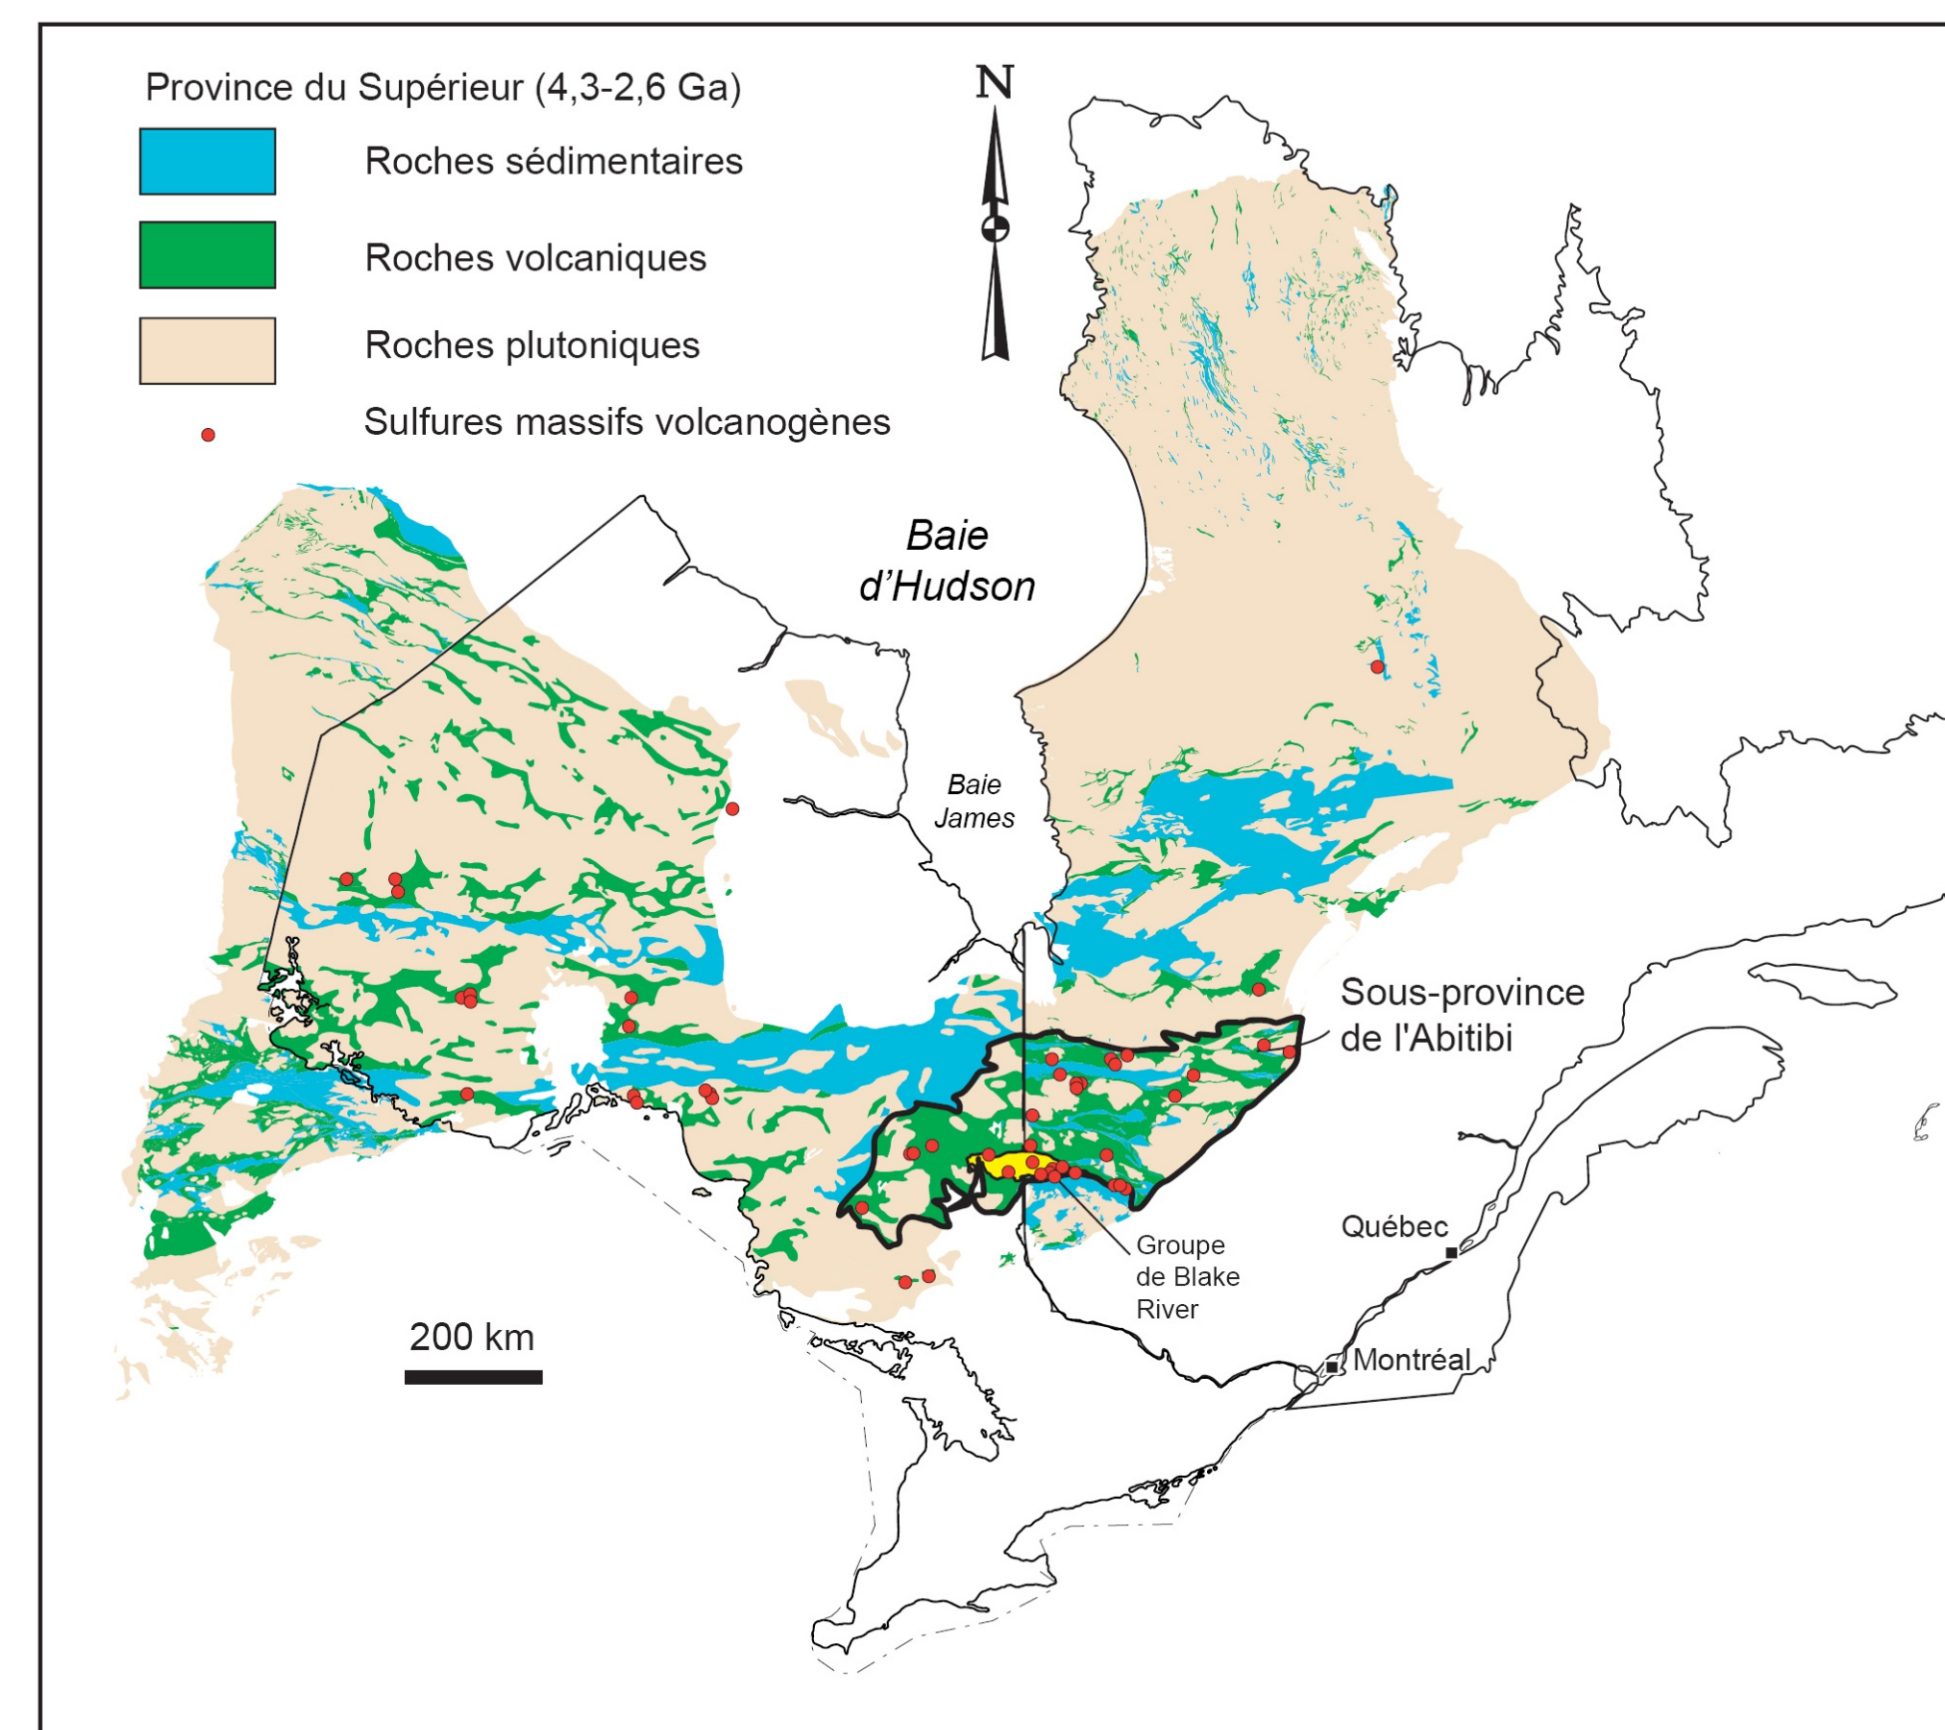 Province du Supérieur (4,3-2,6 Ga)
Roches sédimentaires
Roches volcaniques
Roches plutoniques
Sulfures massifs volcanogènes
N
Baie
d'Hudson
Baie
James
Sous-province
de l'Abitibi
Groupe
de Blake
River
Québec
Montréal
200 km